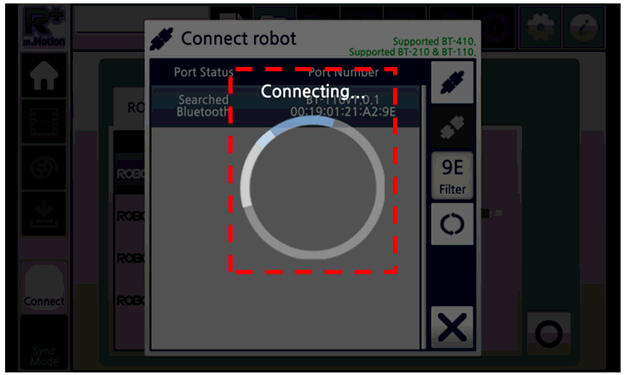 R+
m.Motion
Connect robot
Supported BT-410,
Supported BT-210 & BT-110,
Port Status Port Number
Connecting...
Searched
Bluetooth
BT-110V1.0.1
00:19:01:21:A2:9E
RO
ROBO
ROBO
ROBO
ROBO
9E
Filter
Connect
Sync
Mode